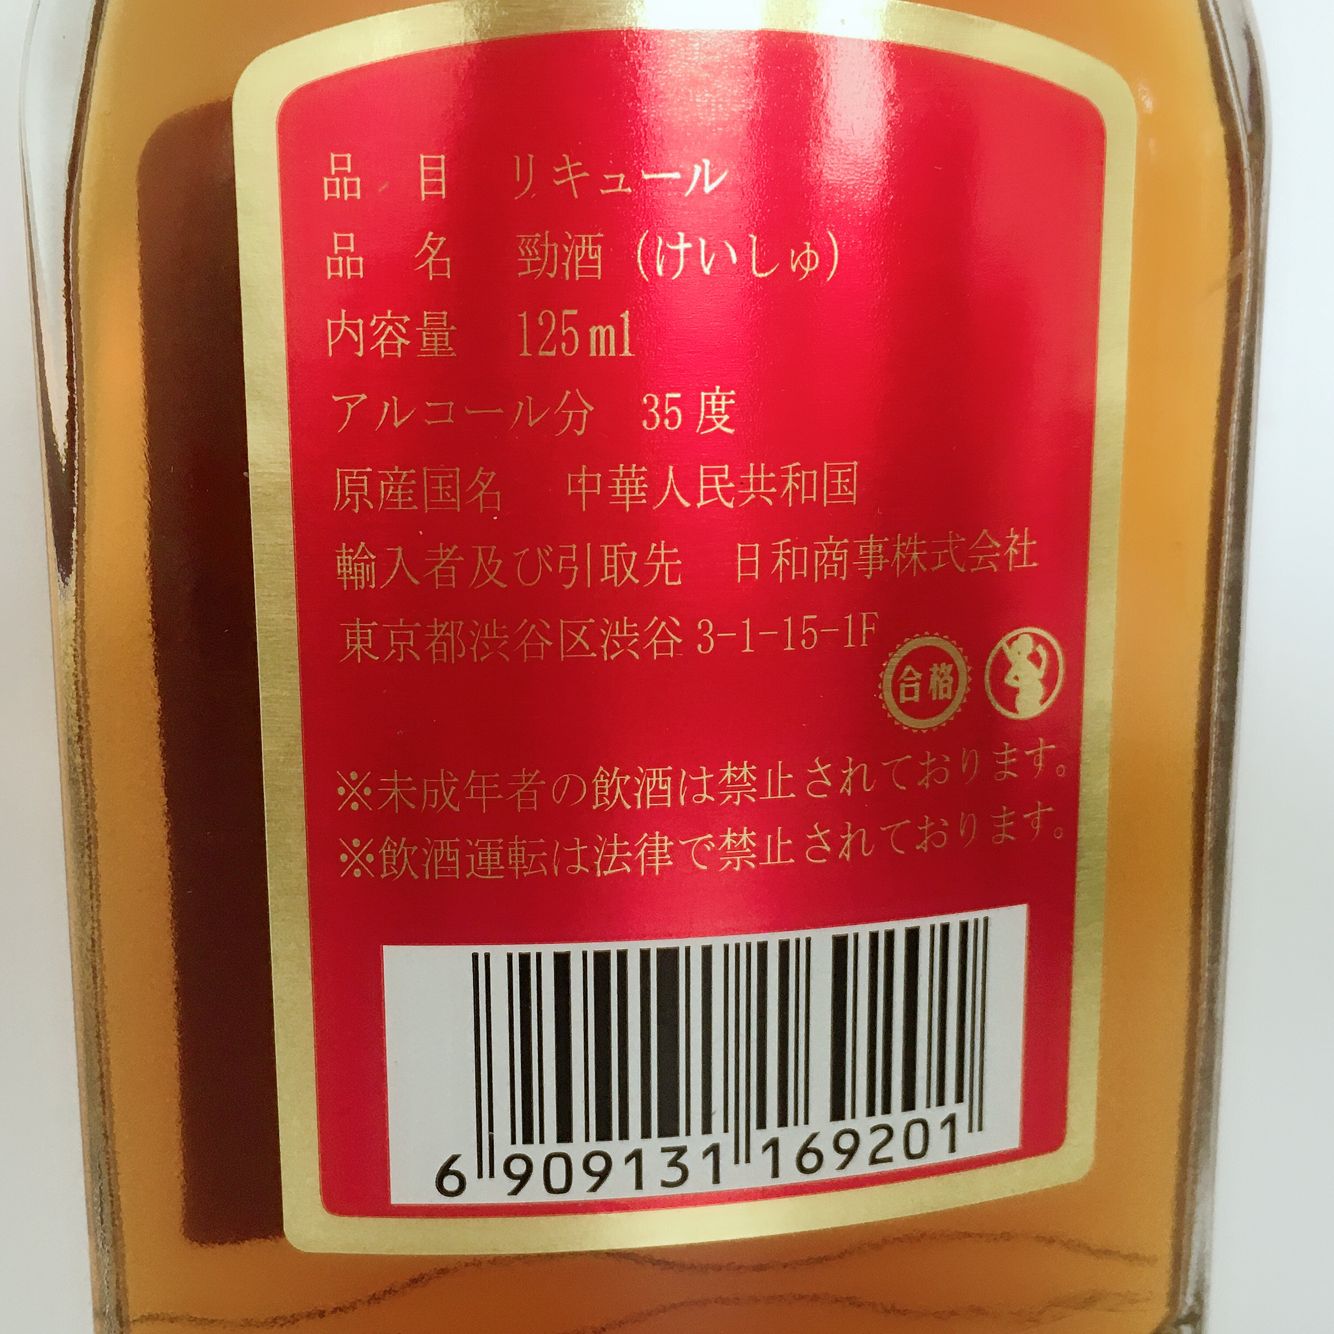 品 目 リキュール
品 名 勁酒（けいしゅ）
内容量 125ml
アルコール分 35度
原産国名 中華人民共和国
輸入者及び引取先 日和商事株式会社
東京都渋谷区渋谷3-1-15-1F
合格
※未成年者の飲酒は禁止されております。
※飲酒運転は法律で禁止されております。
6 909131 169201